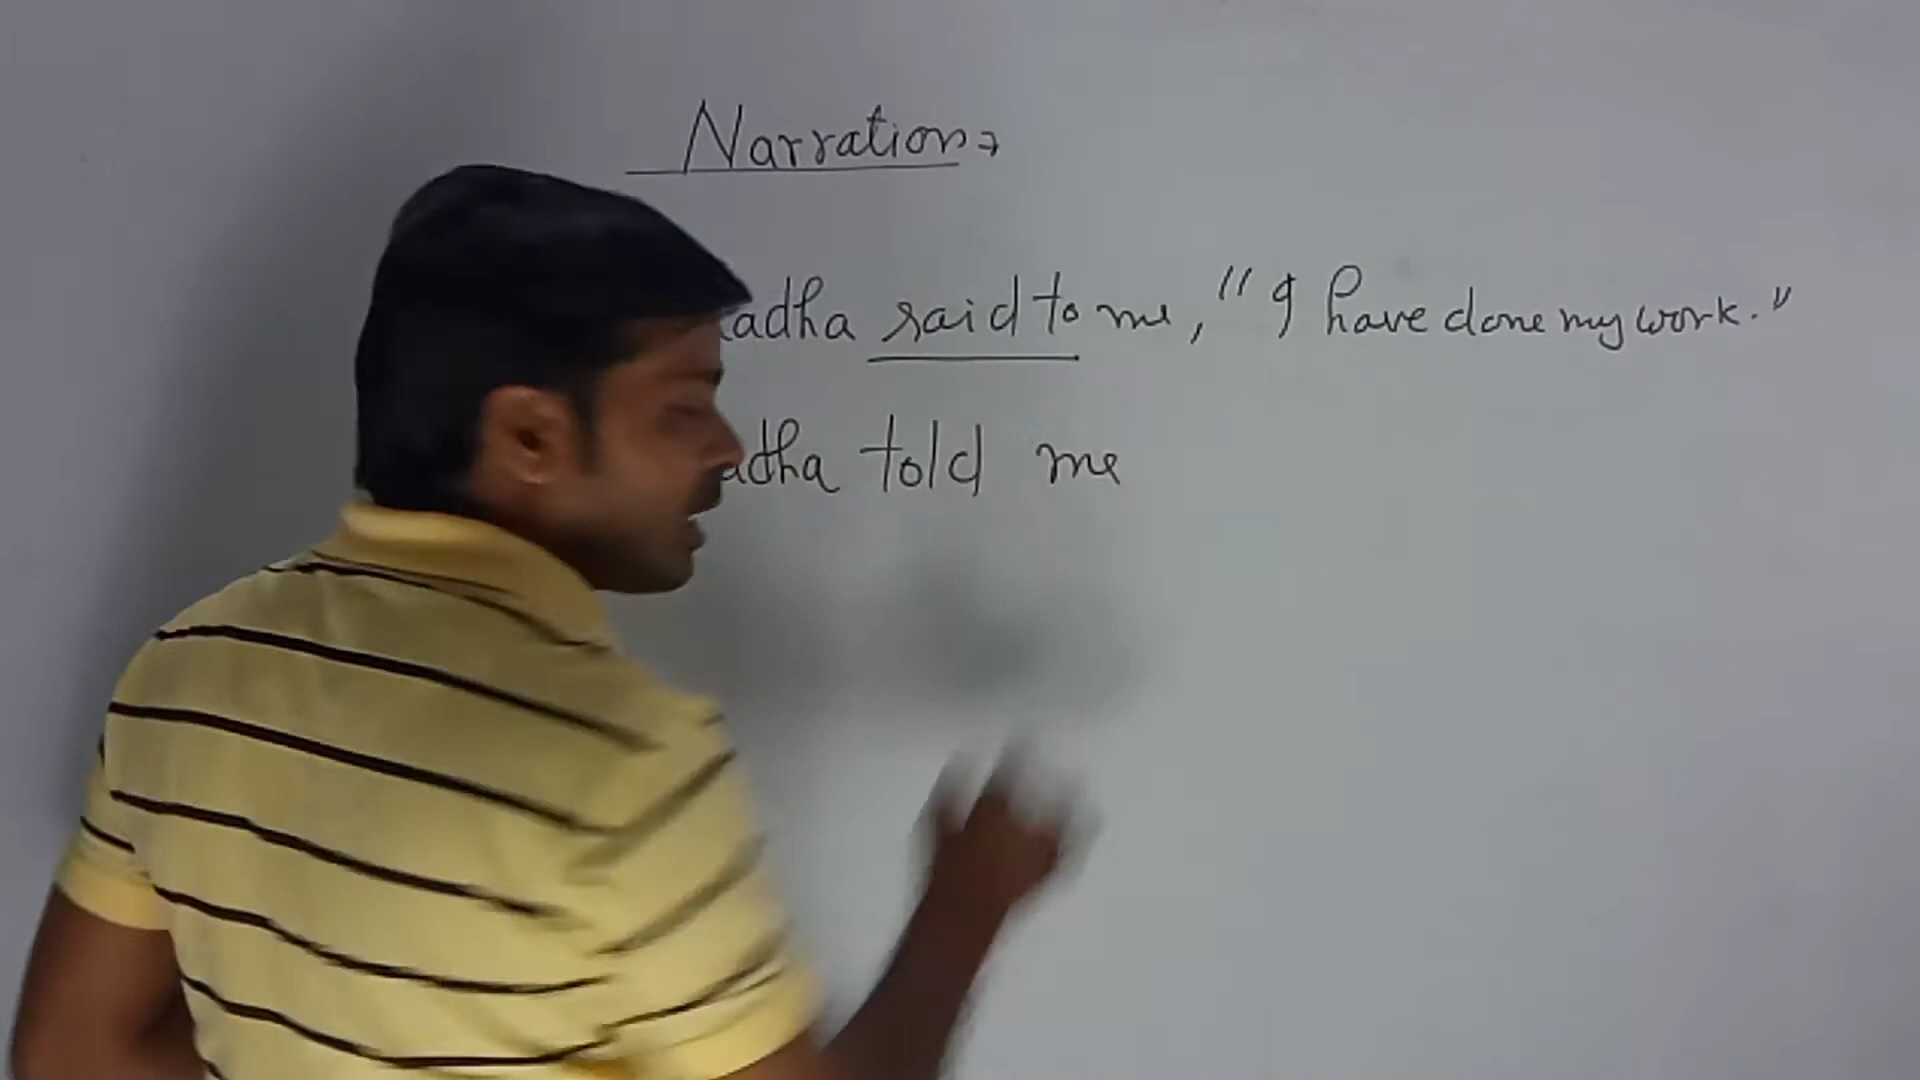 Narration →
adha said to me, "I have done my work."
adha told me